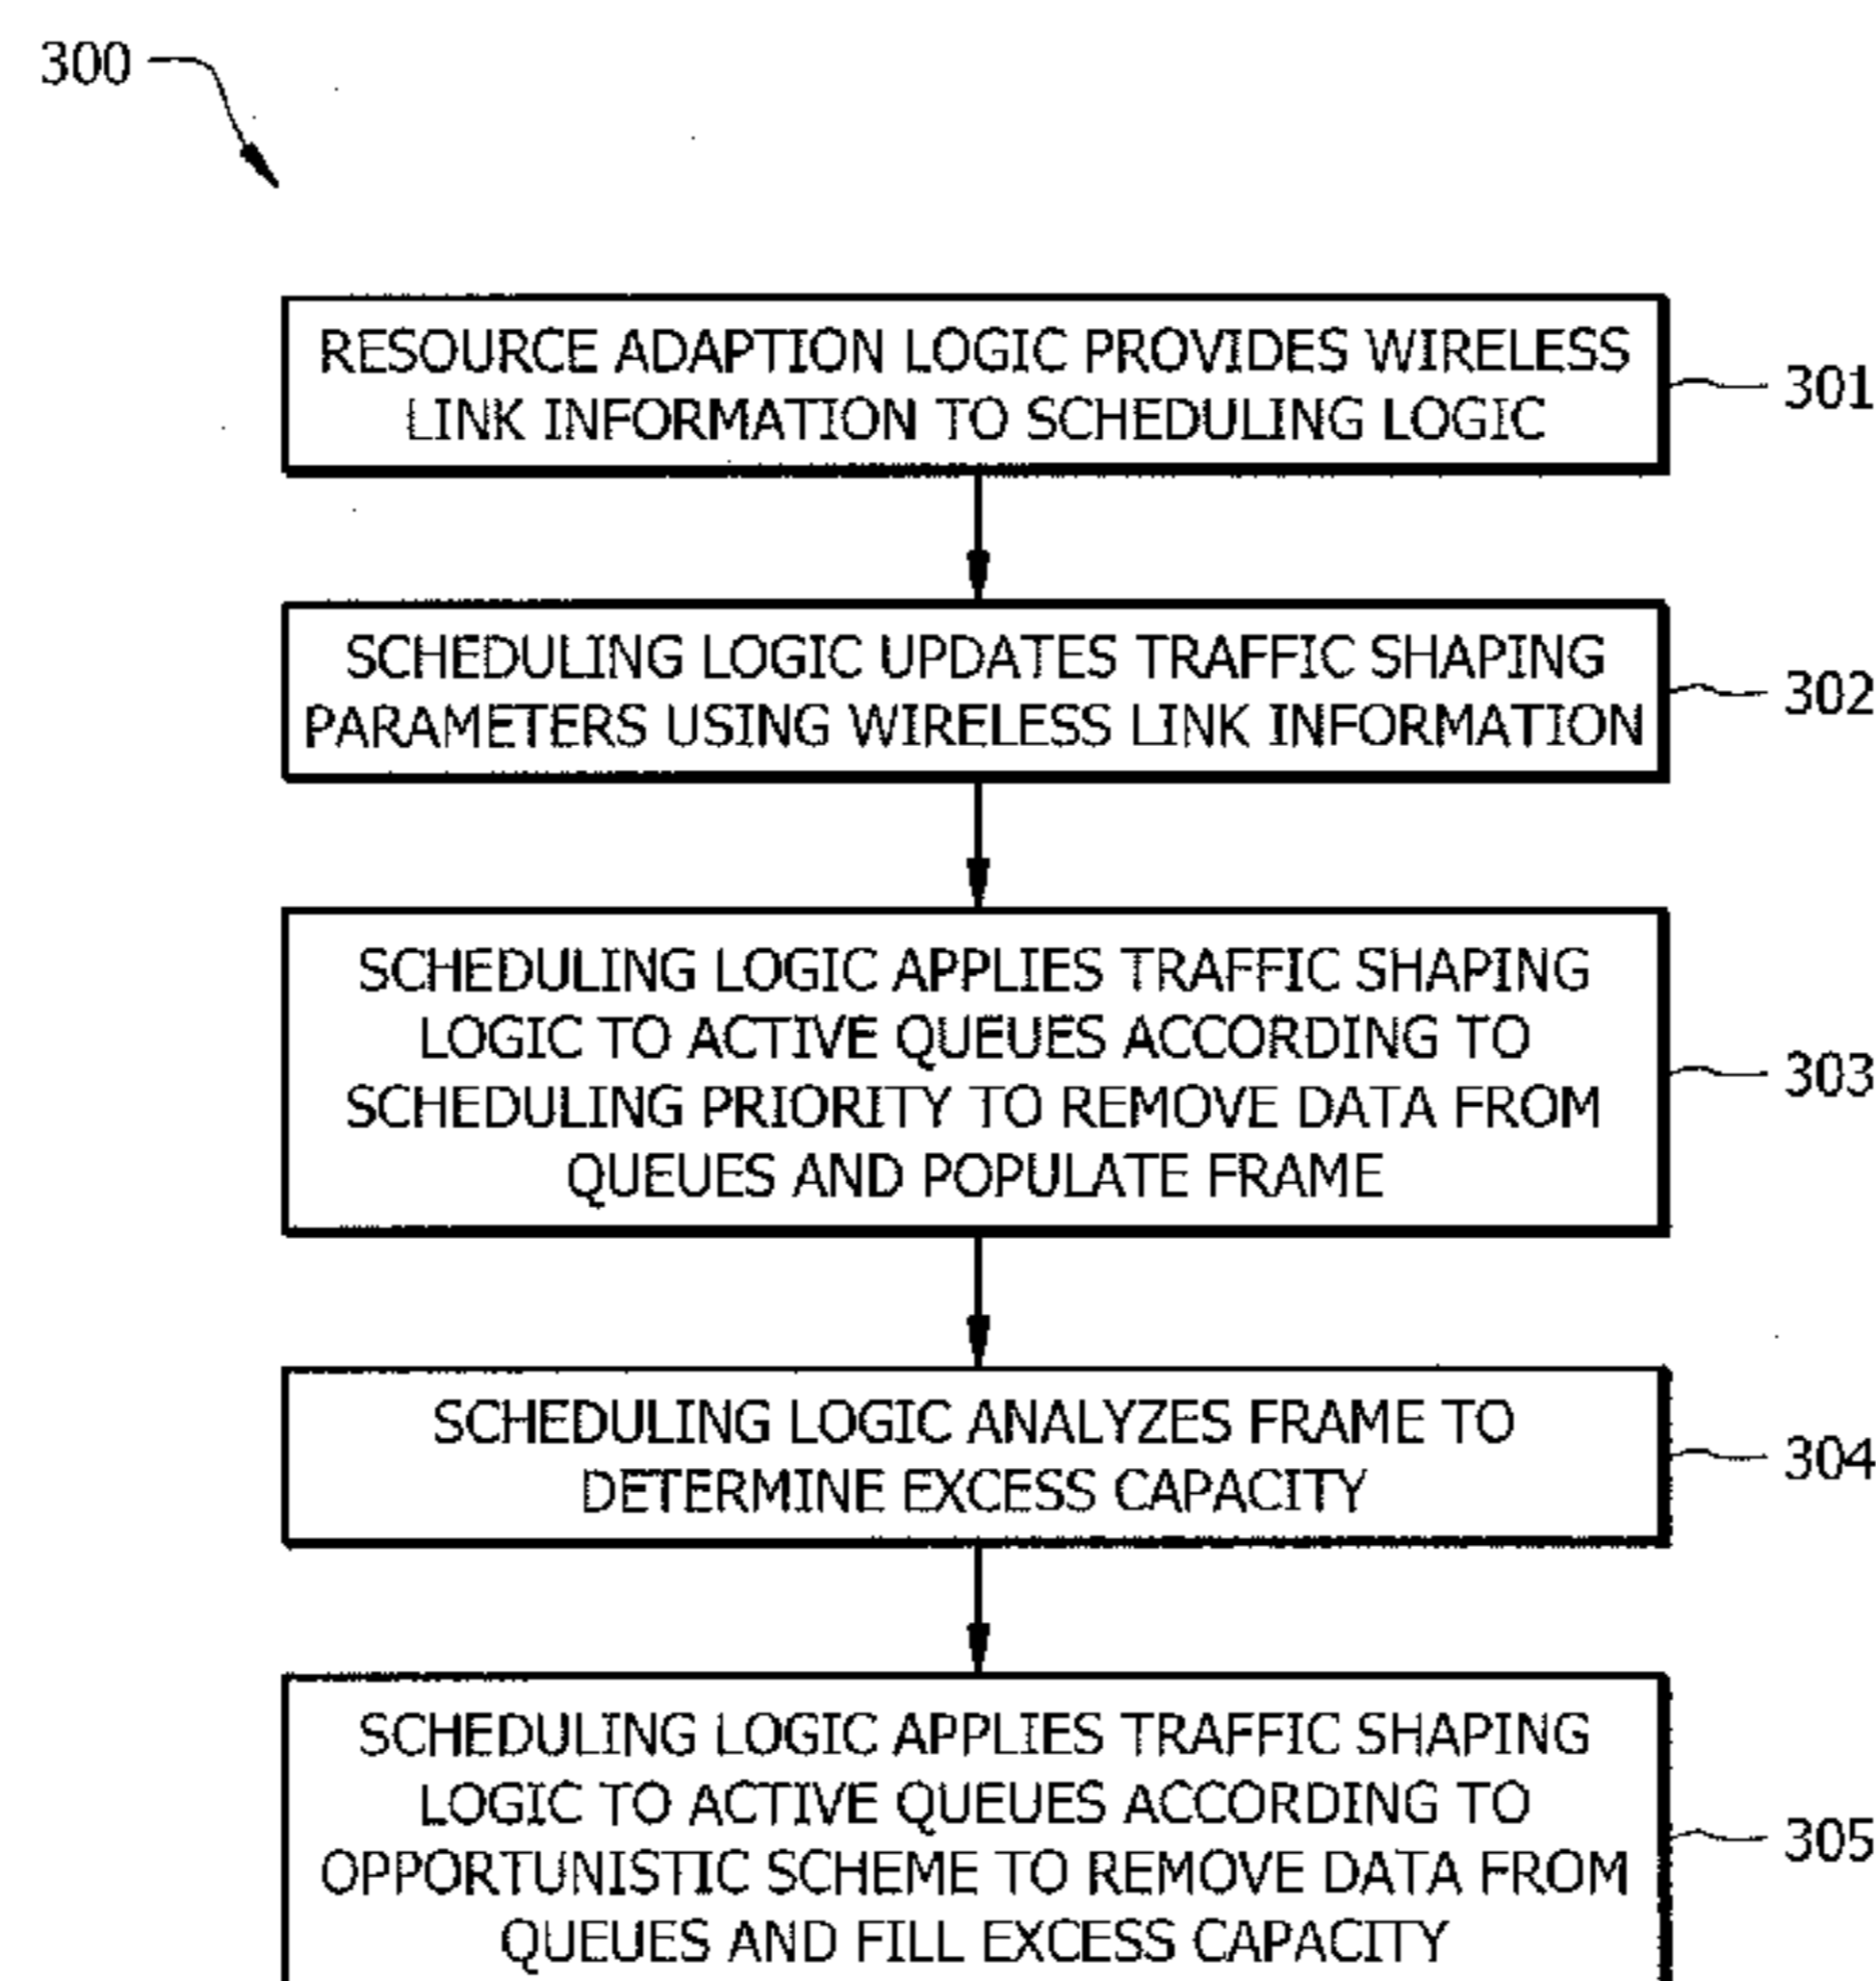 300
RESOURCE ADAPTION LOGIC PROVIDES WIRELESS
LINK INFORMATION TO SCHEDULING LOGIC
301
SCHEDULING LOGIC UPDATES TRAFFIC SHAPING
PARAMETERS USING WIRELESS LINK INFORMATION
302
SCHEDULING LOGIC APPLIES TRAFFIC SHAPING
LOGIC TO ACTIVE QUEUES ACCORDING TO
SCHEDULING PRIORITY TO REMOVE DATA FROM
QUEUES AND POPULATE FRAME
303
SCHEDULING LOGIC ANALYZES FRAME TO
DETERMINE EXCESS CAPACITY
304
SCHEDULING LOGIC APPLIES TRAFFIC SHAPING
LOGIC TO ACTIVE QUEUES ACCORDING TO
OPPORTUNISTIC SCHEME TO REMOVE DATA FROM
QUEUES AND FILL EXCESS CAPACITY
305